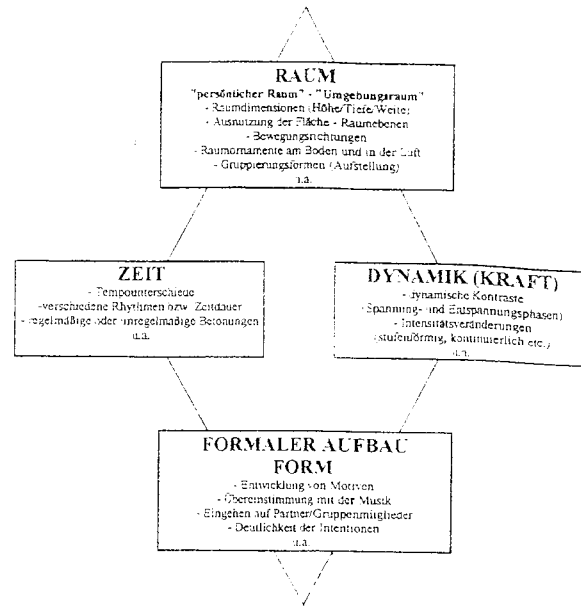 RAUM
"persönlicher Raum" - "Umgebungsraum"
- Raumdimensionen (Höhe/Tiefe/Weite)
- Ausnutzung der Fläche - Raumebenen
- Bewegungsrichtungen
- Raumornamente am Boden und in der Luft
- Gruppierungsformen (Aufstellung)
u.a.
ZEIT
- Tempounterschiede
-verschiedene Rhythmen bzw. Zeitdauer
- regelmäßige oder unregelmäßige Betonungen
u.a.
DYNAMIK (KRAFT)
- dynamische Kontraste
(Spannung- und Entspannungsphasen)
- Intensitätsveränderungen
(stufenförmig, kontinuierlich etc.)
u.a.
FORMALER AUFBAU
FORM
- Entwicklung von Motiven
- Übereinstimmung mit der Musik
- Eingehen auf Partner/Gruppenmitglieder
- Deutlichkeit der Intentionen
u.a.